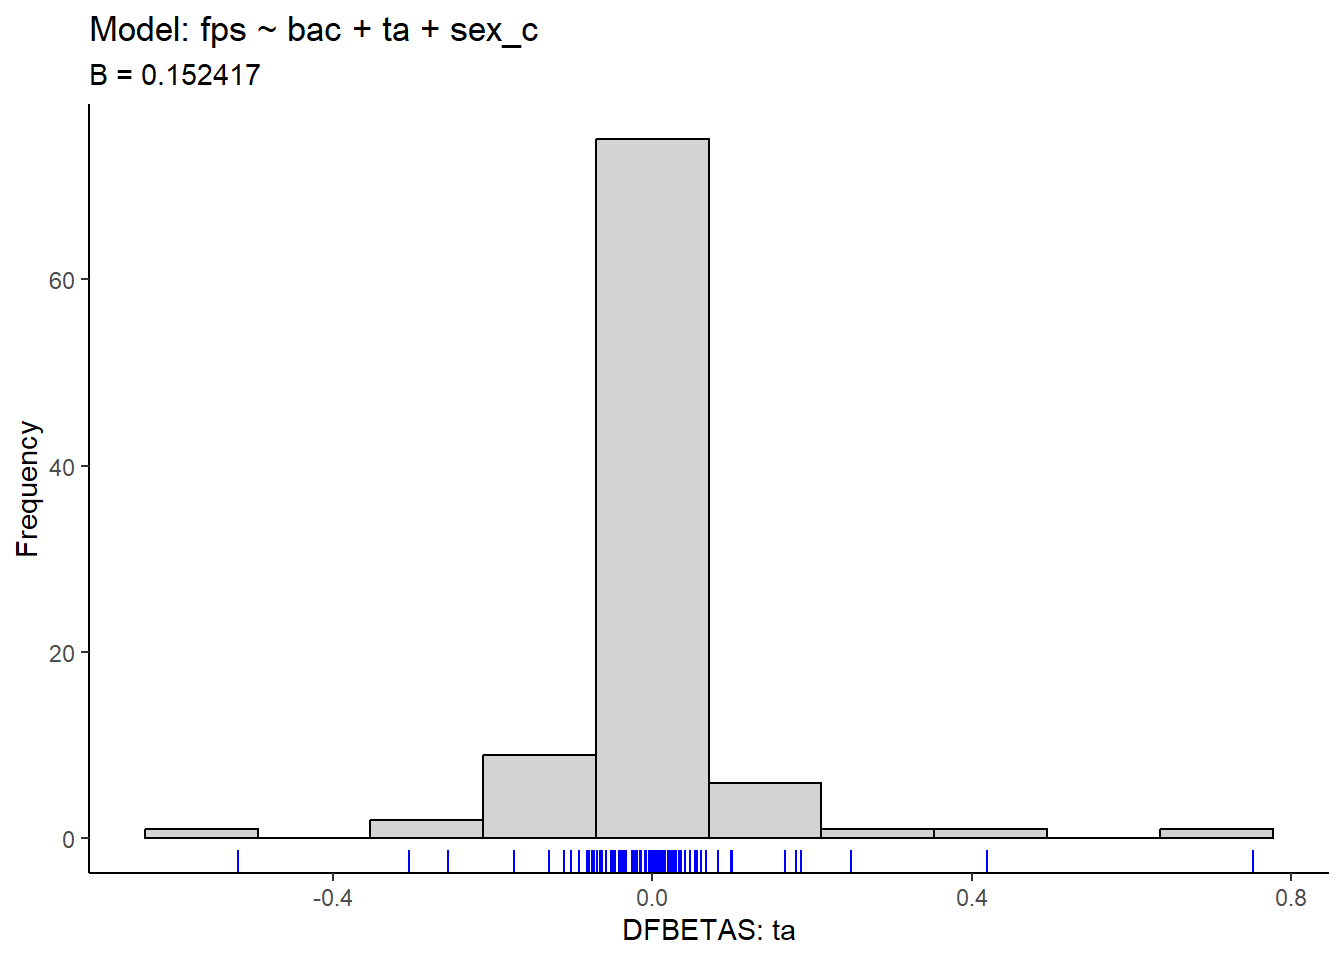 Model: fps ~ bac + ta + sex_c
B = 0.152417
Frequency
60
40
20
0
-0.4
0.0
0.4
0.8
DFBETAS: ta